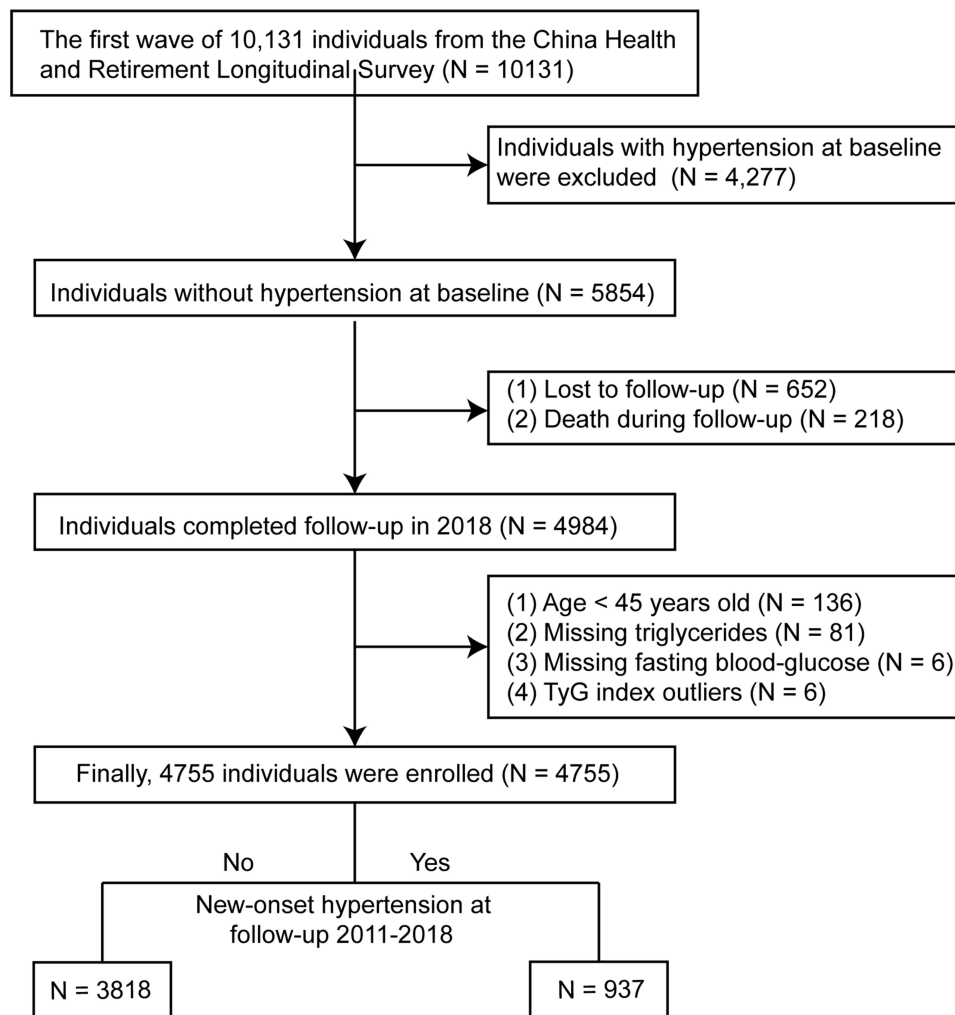 The first wave of 10,131 individuals from the China Health
and Retirement Longitudinal Survey (N = 10131)
Individuals with hypertension at baseline
were excluded (N = 4,277)
Individuals without hypertension at baseline (N = 5854)
(1) Lost to follow-up (N = 652)
(2) Death during follow-up (N = 218)
Individuals completed follow-up in 2018 (N = 4984)
(1) Age < 45 years old (N = 136)
(2) Missing triglycerides (N = 81)
(3) Missing fasting blood-glucose (N = 6)
(4) TyG index outliers (N = 6)
Finally, 4755 individuals were enrolled (N = 4755)
No Yes
New-onset hypertension at
follow-up 2011-2018
N = 3818 N = 937